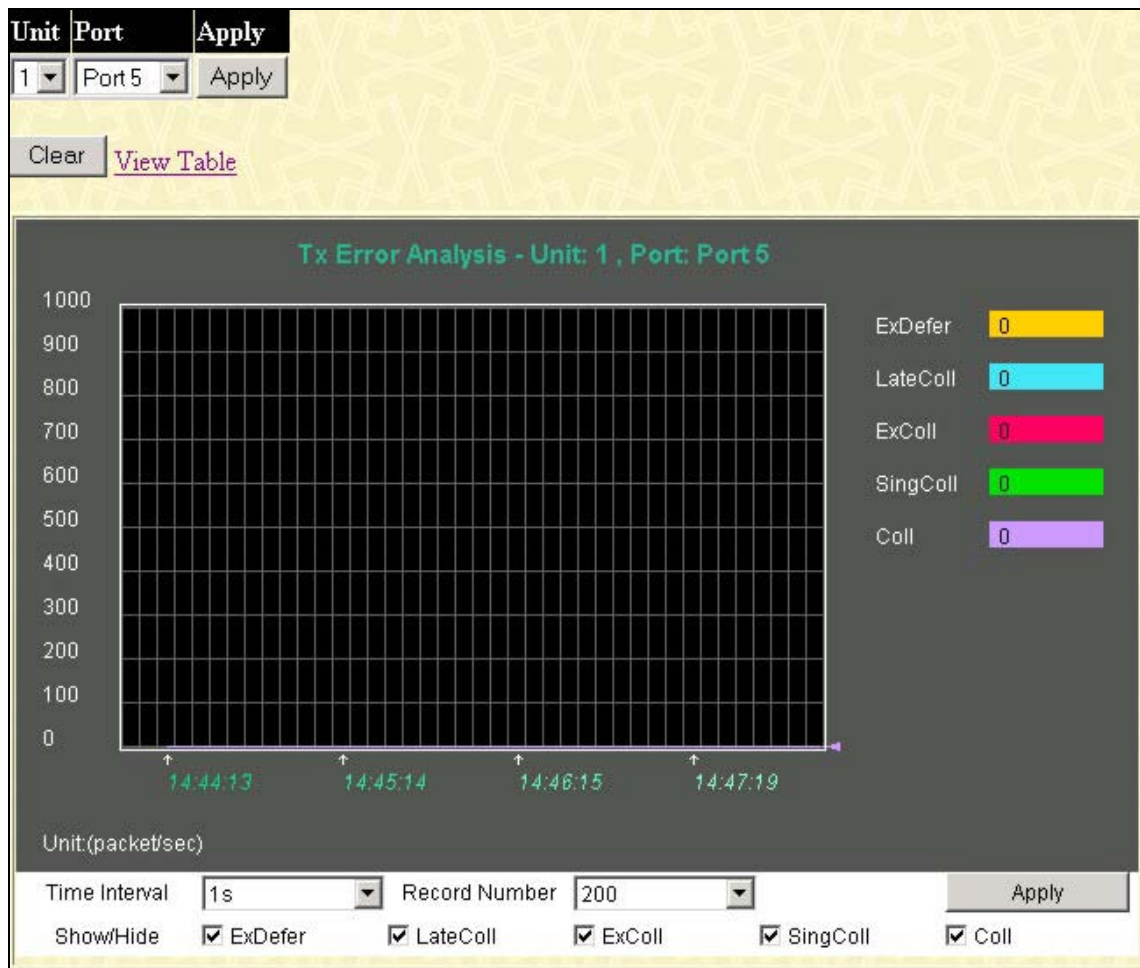 Unit Port Apply
1 Port 5 Apply
Clear View Table
Tx Error Analysis - Unit: 1 , Port: Port 5
1000
900
800
700
600
500
400
300
200
100
0
14:44:13 14:45:14 14:46:15 14:47:19
ExDefer 0
LateColl 0
ExColl 0
SingColl 0
Coll 0
Unit:(packet/sec)
Time Interval 1s Record Number 200 Apply
Show/Hide ExDefer LateColl ExColl SingColl Coll